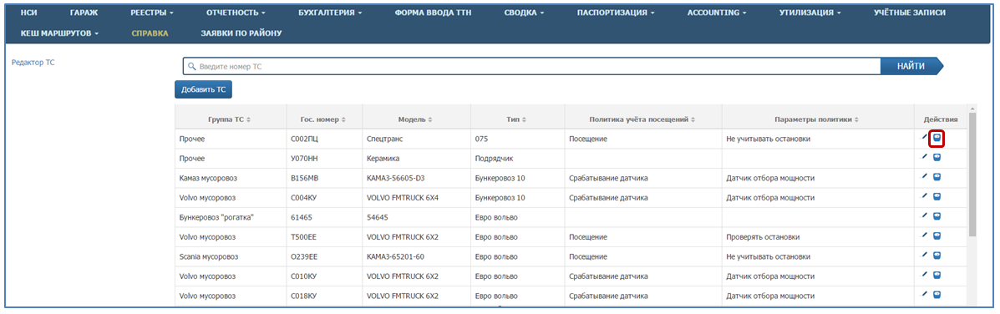 НСИ ГАРАЖ РЕЕСТРЫ ОТЧЕТНОСТЬ БУХГАЛТЕРИЯ ФОРМА ВВОДА ТТН СВОДКА ПАСПОРТИЗАЦИЯ ACCOUNTING УТИЛИЗАЦИЯ УЧЁТНЫЕ ЗАПИСИ
КЕШ МАРШРУТОВ СПРАВКА ЗАЯВКИ ПО РАЙОНУ
Редактор ТС
Введите номер ТС НАЙТИ
Добавить ТС
Группа ТС Гос. номер Модель Тип Политика учёта посещений Параметры политики Действия
Прочее С002ПЦ Спецтранс 075 Посещение Не учитывать остановки
Прочее У070НН Керамика Подрядчик
Камаз мусоровоз В156МВ КАМАЗ-56605-D3 Бункеровоз 10 Срабатывание датчика Датчик отбора мощности
Volvo мусоровоз С004КУ VOLVO FMTRUCK 6X4 Бункеровоз 10 Срабатывание датчика Датчик отбора мощности
Бункеровоз "рогатка" 61465 54645 Евро вольво
Volvo мусоровоз Т500ЕЕ VOLVO FMTRUCK 6X2 Евро вольво Посещение Проверять остановки
Scania мусоровоз О239ЕЕ КАМАЗ-65201-60 Евро вольво Посещение Не учитывать остановки
Volvo мусоровоз С010КУ VOLVO FMTRUCK 6X2 Евро вольво Срабатывание датчика Датчик отбора мощности
Volvo мусоровоз С018КУ VOLVO FMTRUCK 6X2 Евро вольво Срабатывание датчика Датчик отбора мощности